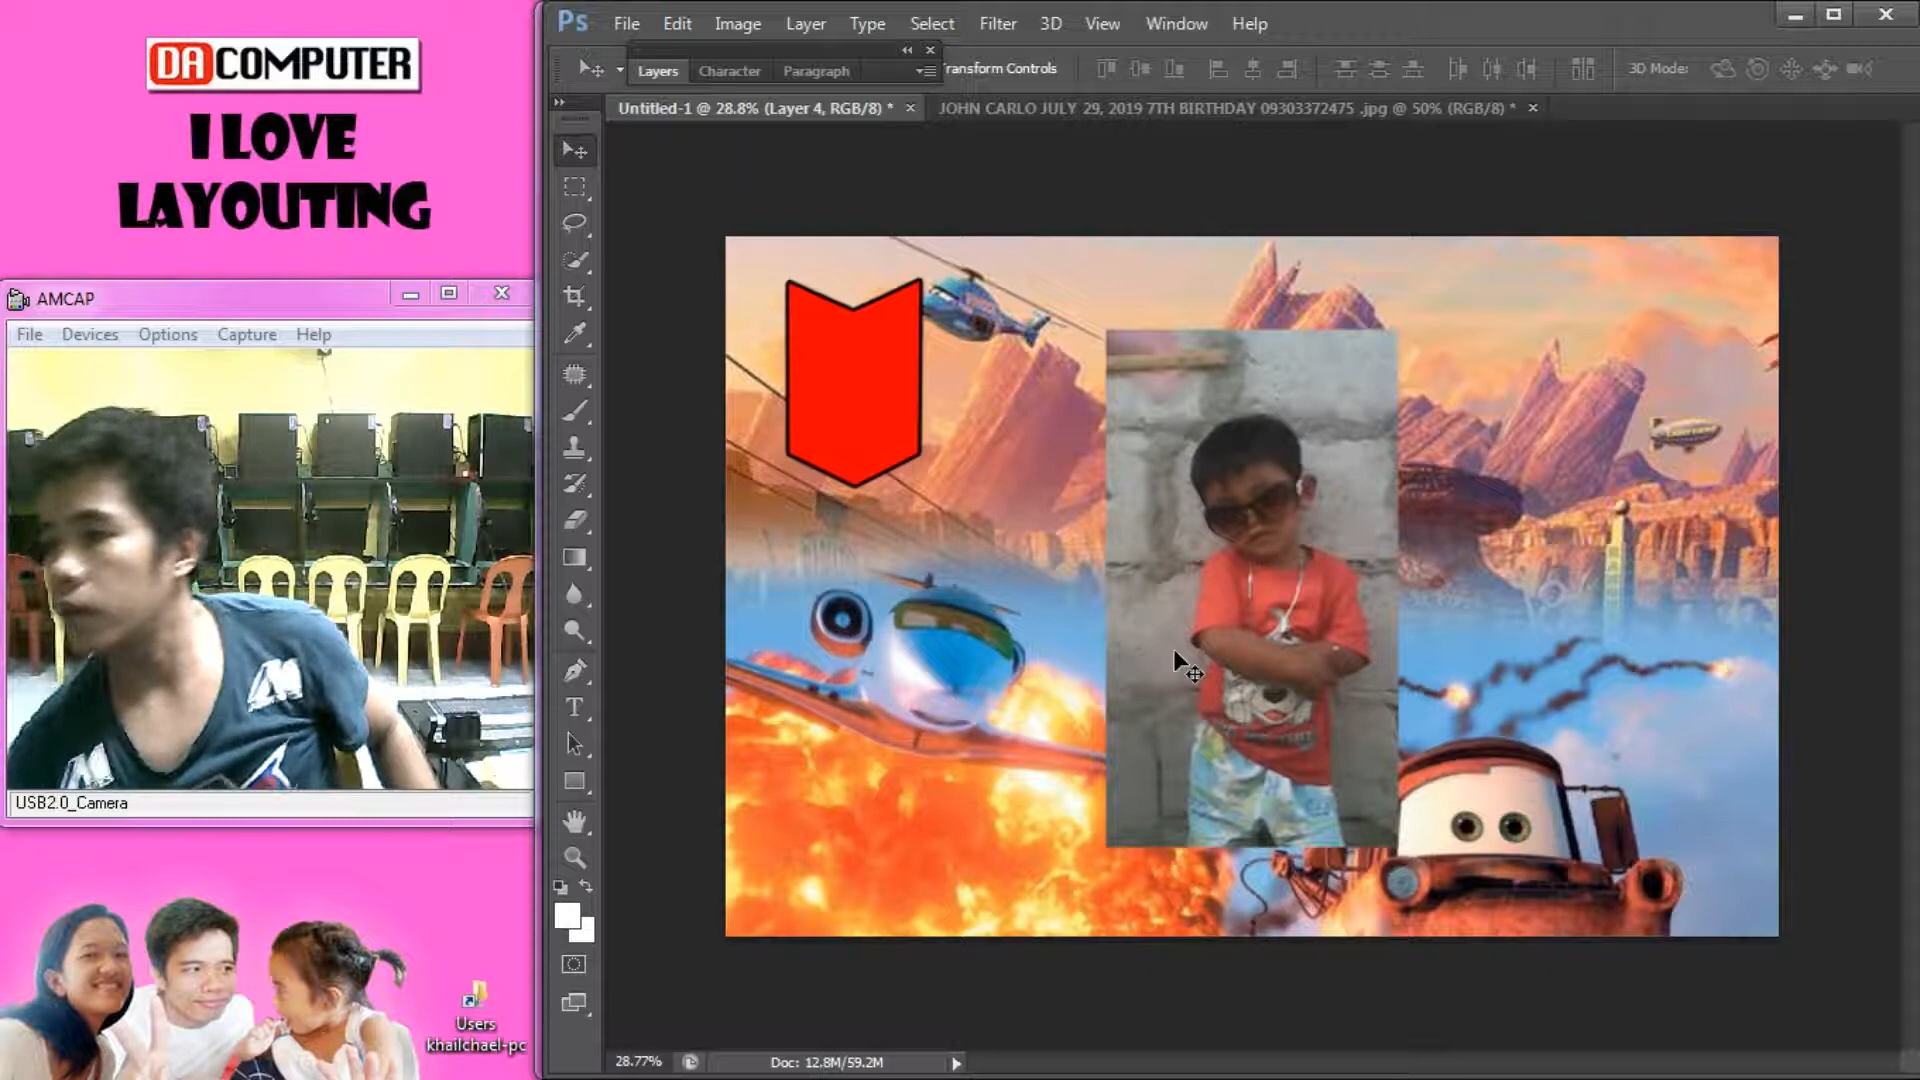 DA COMPUTER
I LOVE
LAYOUTING
AMCAP
File Devices Options Capture Help
USB2.0_Camera
Users
khailchael-pc
Ps File Edit Image Layer Type Select Filter 3D View Window Help
Layers Character Paragraph
ransform Controls
3D Mode:
Untitled-1 @ 28.8% (Layer 4, RGB/8) *
JOHN CARLO JULY 29, 2019 7TH BIRTHDAY 09303372475 .jpg @ 50% (RGB/8) *
T
28.77%
Doc: 12.8M/59.2M